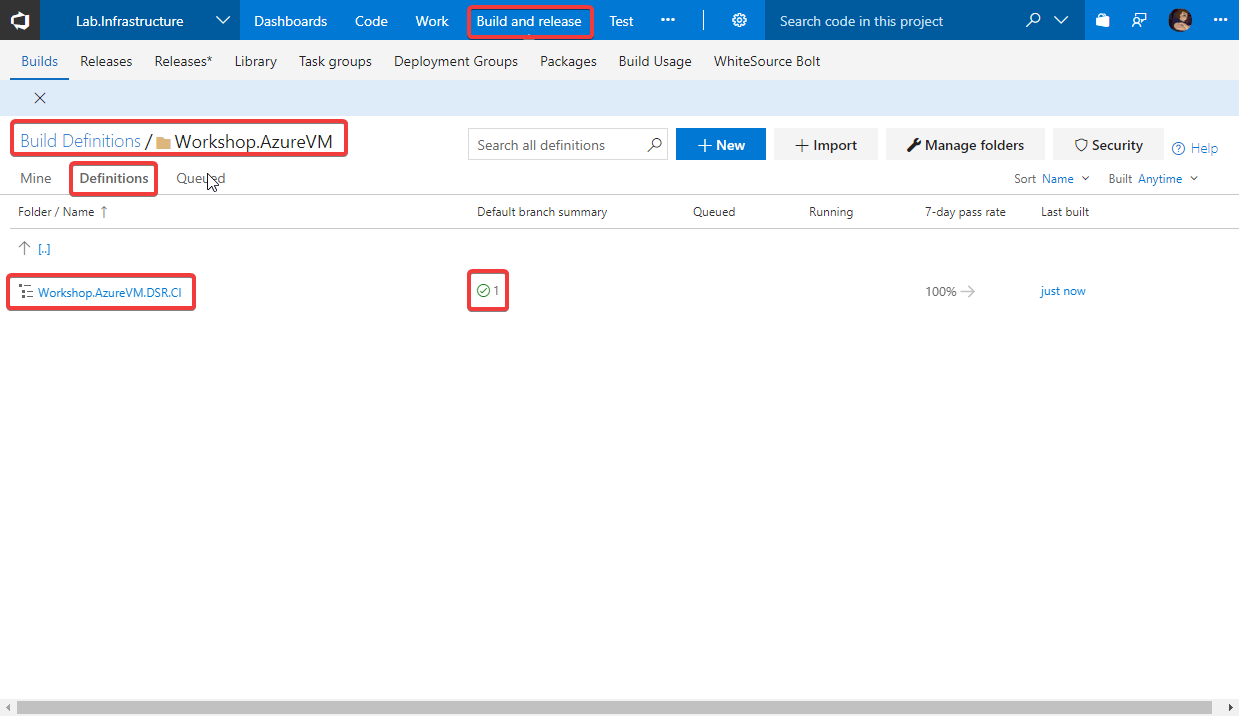 Lab.Infrastructure Dashboards Code Work Build and release Test ••• Search code in this project •••
Builds Releases Releases* Library Task groups Deployment Groups Packages Build Usage WhiteSource Bolt
Build Definitions / Workshop.AzureVM Search all definitions + New + Import Manage folders Security Help
Mine Definitions Queued Sort Name Built Anytime
Folder / Name ↑ Default branch summary Queued Running 7-day pass rate Last built
↑ [..]
Workshop.AzureVM.DSR.CI 1 100% → just now